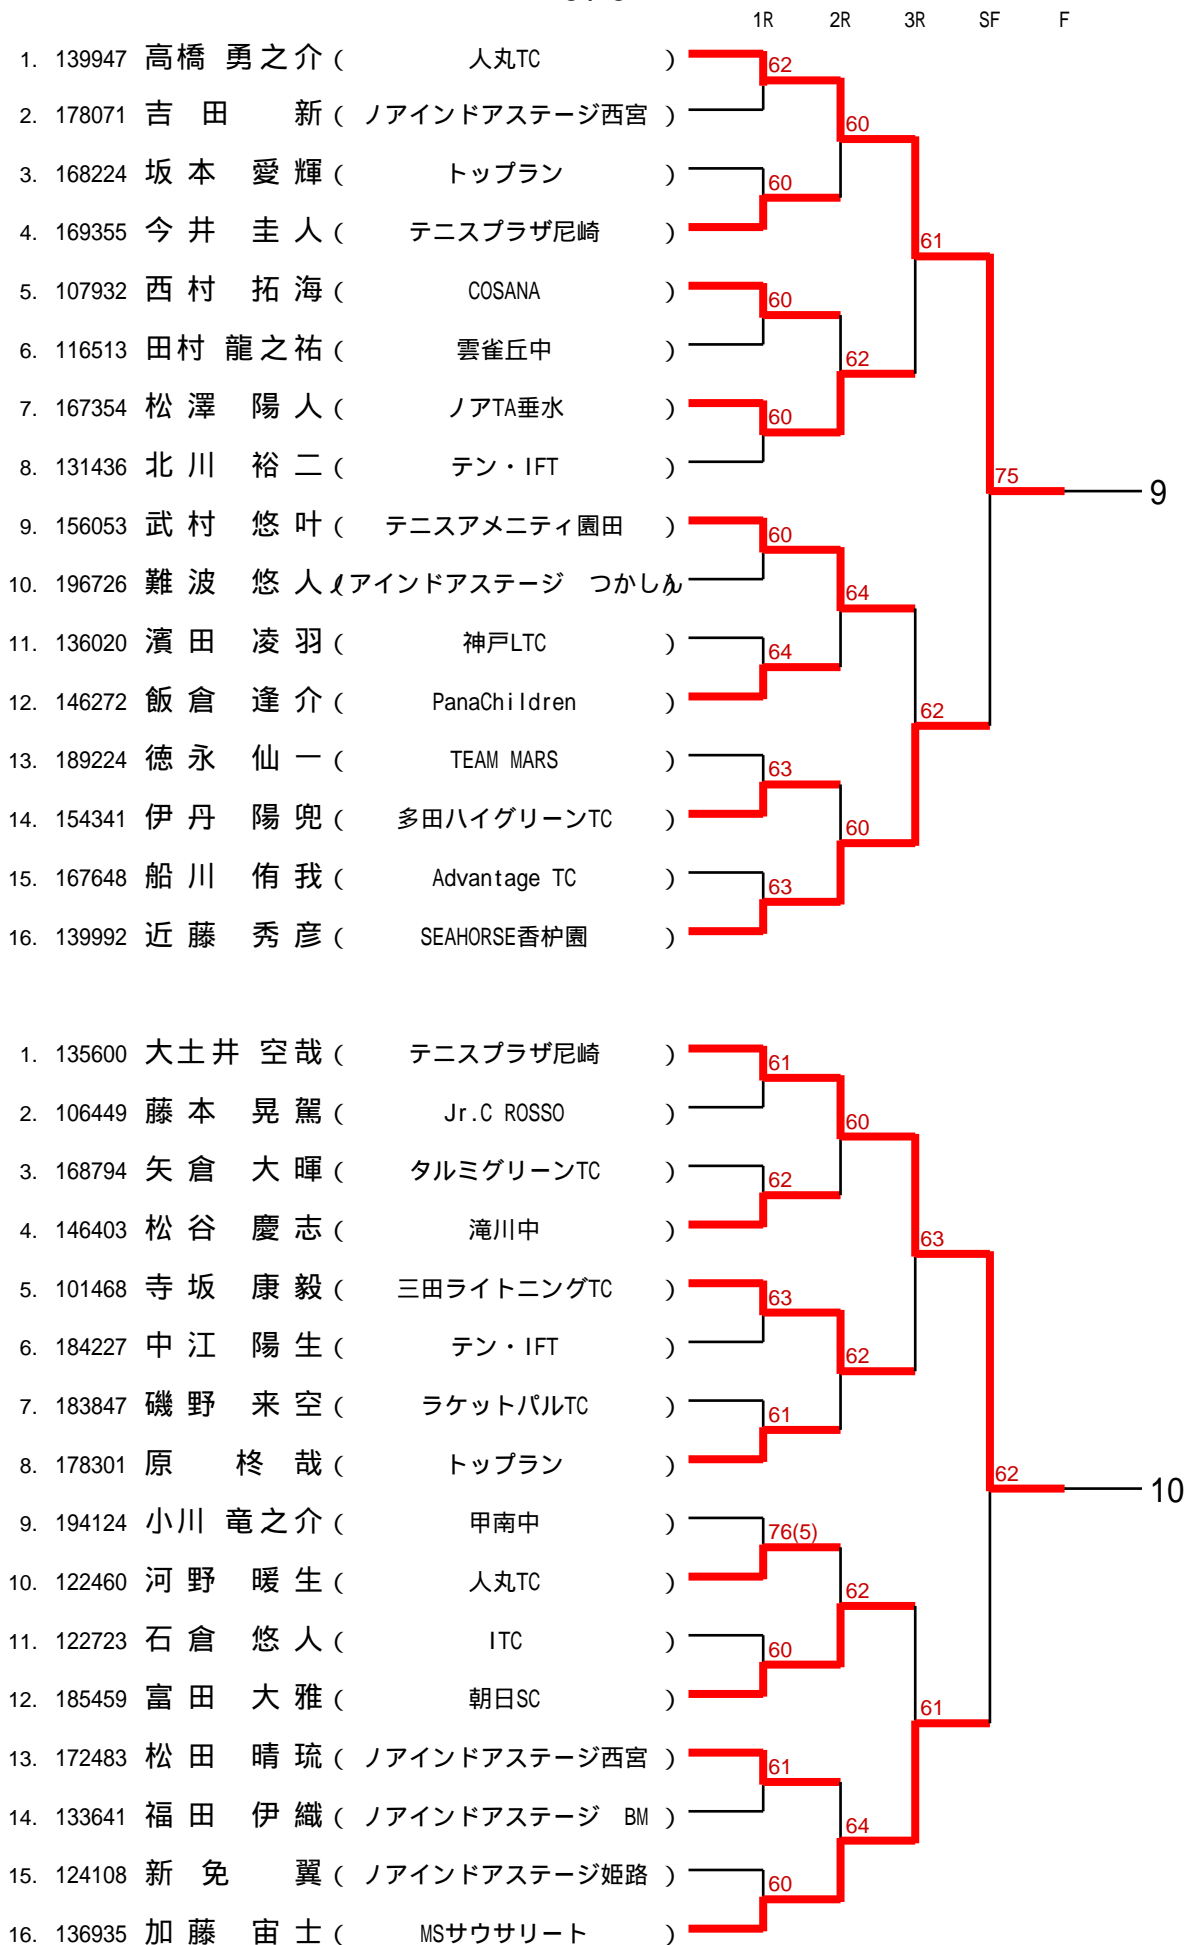 1R 2R 3R SF F
1. 139947 高橋 勇之介 ( 人丸TC ) 62
2. 178071 吉田 新 ( ノアインドアステージ西宮 ) 60
3. 168224 坂本 愛輝 ( トップラン ) 60
4. 169355 今井 圭人 ( テニスプラザ尼崎 ) 61
5. 107932 西村 拓海 ( COSANA ) 60
6. 116513 田村 龍之祐 ( 雲雀丘中 ) 62
7. 167354 松澤 陽人 ( ノアTA垂水 ) 60
8. 131436 北川 裕二 ( テン・IFT ) 75 9
9. 156053 武村 悠叶 ( テニスアメニティ園田 ) 60
10. 196726 難波 悠人 (ノアインドアステージ つかしん) 64
11. 136020 濱田 凌羽 ( 神戸LTC ) 64
12. 146272 飯倉 逢介 ( PanaChildren ) 62
13. 189224 徳永 仙一 ( TEAM MARS ) 63
14. 154341 伊丹 陽兜 ( 多田ハイグリーンTC ) 60
15. 167648 船川 侑我 ( Advantage TC ) 63
16. 139992 近藤 秀彦 ( SEAHORSE香枦園 )
1. 135600 大土井 空哉 ( テニスプラザ尼崎 ) 61
2. 106449 藤本 晃駕 ( Jr.C ROSSO ) 60
3. 168794 矢倉 大暉 ( タルミグリーンTC ) 62
4. 146403 松谷 慶志 ( 滝川中 ) 63
5. 101468 寺坂 康毅 ( 三田ライトニングTC ) 63
6. 184227 中江 陽生 ( テン・IFT ) 62
7. 183847 磯野 来空 ( ラケットパルTC ) 61
8. 178301 原 柊哉 ( トップラン ) 62 10
9. 194124 小川 竜之介 ( 甲南中 ) 76(5)
10. 122460 河野 暖生 ( 人丸TC ) 62
11. 122723 石倉 悠人 ( ITC ) 60
12. 185459 富田 大雅 ( 朝日SC ) 61
13. 172483 松田 晴琉 ( ノアインドアステージ西宮 ) 61
14. 133641 福田 伊織 ( ノアインドアステージ BM ) 64
15. 124108 新免 翼 ( ノアインドアステージ姫路 ) 60
16. 136935 加藤 宙士 ( MSサウサリート )